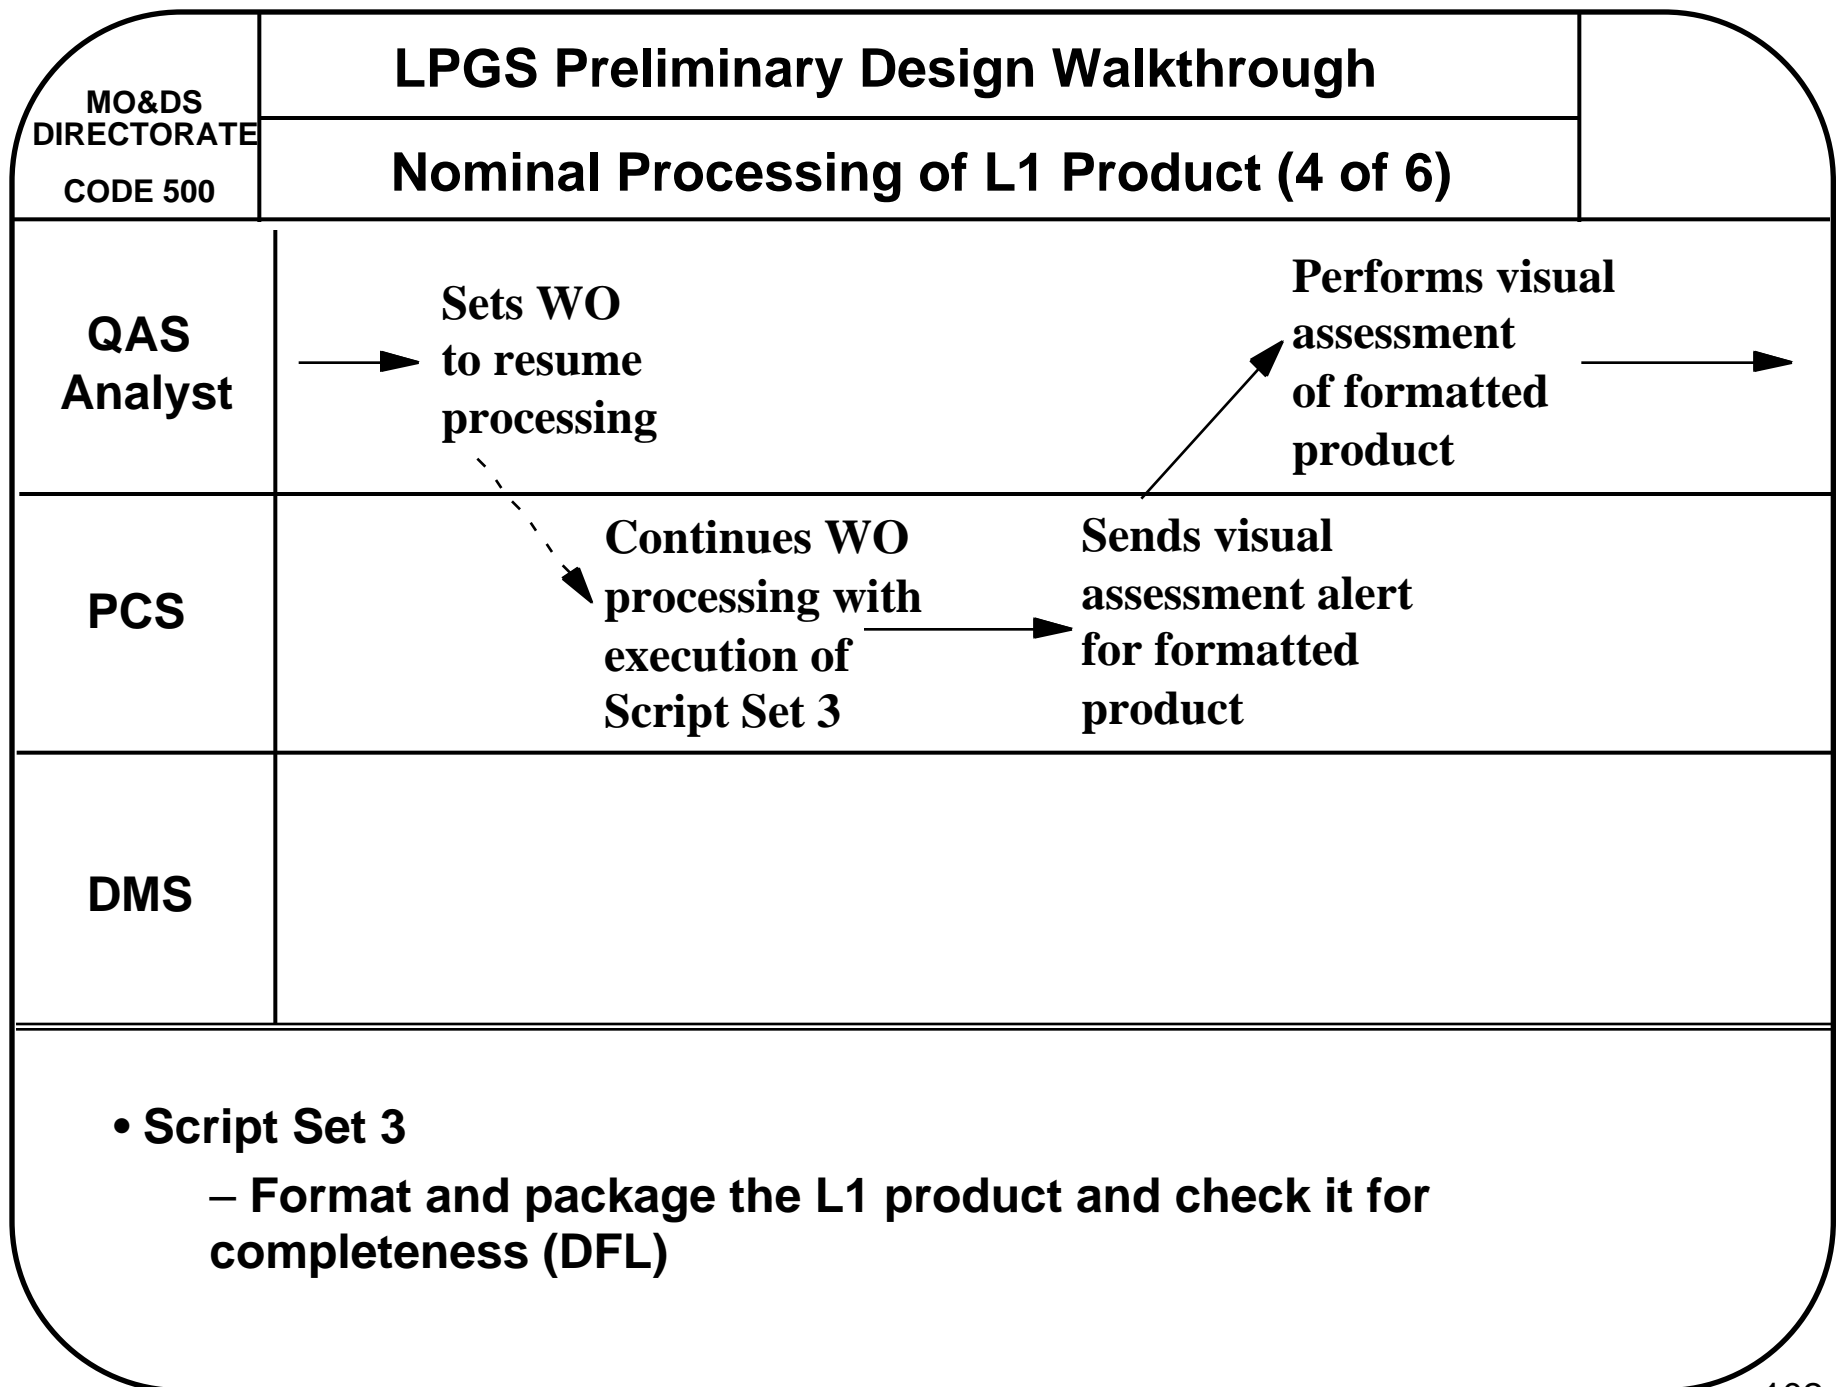 MO&DS
DIRECTORATE
CODE 500
LPGS Preliminary Design Walkthrough
Nominal Processing of L1 Product (4 of 6)
QAS
Analyst
Sets WO
to resume
processing
Performs visual
assessment
of formatted
product
PCS
Continues WO
processing with
execution of
Script Set 3
Sends visual
assessment alert
for formatted
product
DMS
• Script Set 3
– Format and package the L1 product and check it for
completeness (DFL)